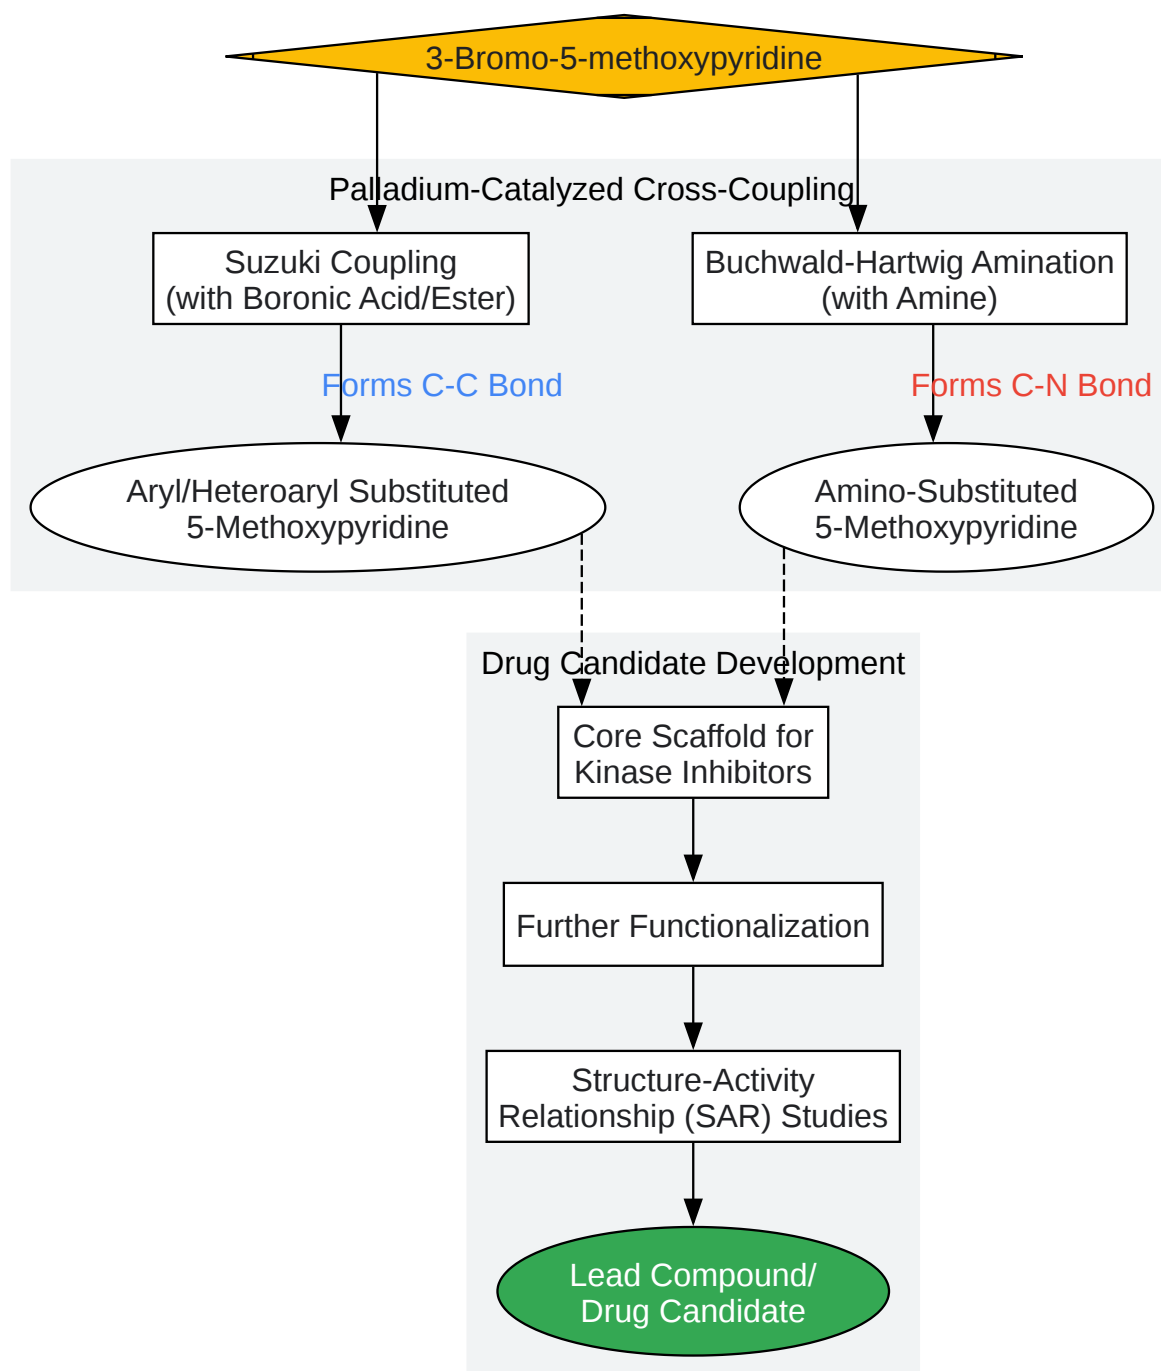 3-Bromo-5-methoxypyridine
Palladium-Catalyzed Cross-Coupling
Suzuki Coupling
(with Boronic Acid/Ester)
Buchwald-Hartwig Amination
(with Amine)
Forms C-C Bond
Forms C-N Bond
Aryl/Heteroaryl Substituted
5-Methoxypyridine
Amino-Substituted
5-Methoxypyridine
Drug Candidate Development
Core Scaffold for
Kinase Inhibitors
Further Functionalization
Structure-Activity
Relationship (SAR) Studies
Lead Compound/
Drug Candidate